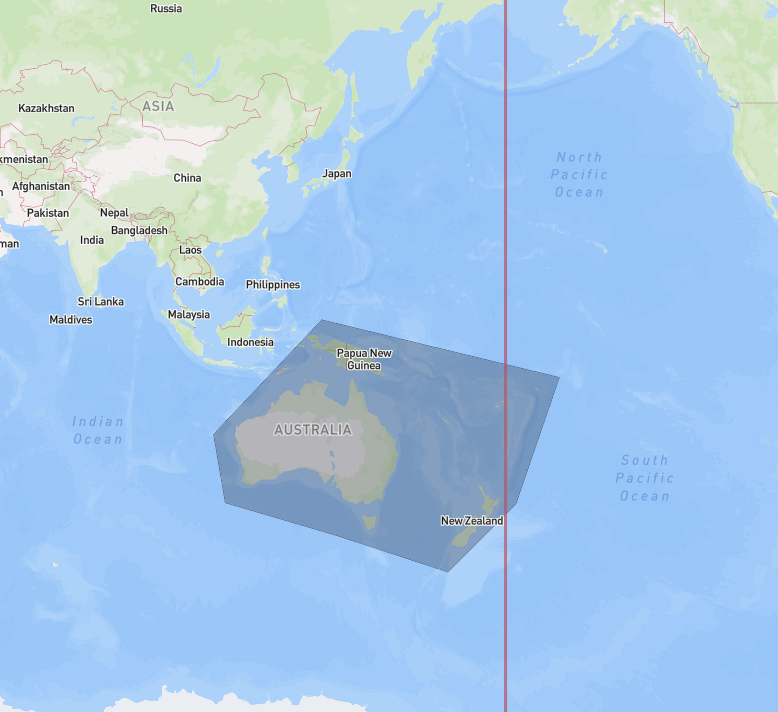 Russia
ASIA
Kazakhstan
kmenistan
Afghanistan
Pakistan
Nepal
Bangladesh
India
China
Japan
Laos
Cambodia
Philippines
man
n
Sri Lanka
Maldives
Malaysia
Indonesia
Papua New
Guinea
North
Pacific
Ocean
Indian
Ocean
AUSTRALIA
South
Pacific
Ocean
New Zealand